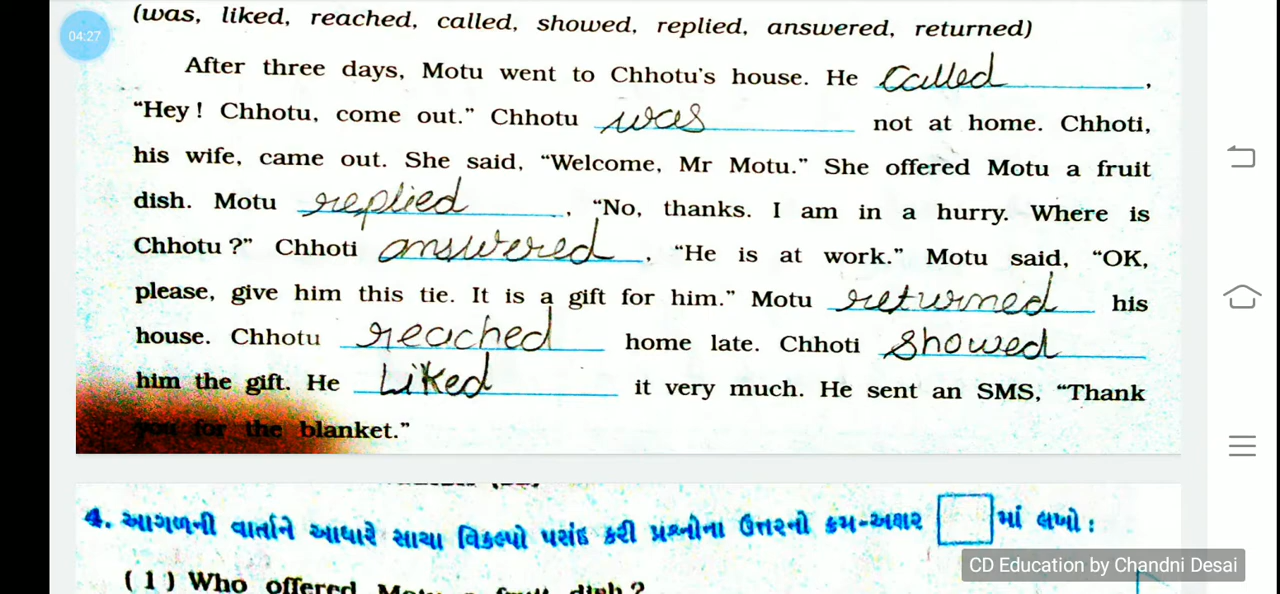 (was, liked, reached, called, showed, replied, answered, returned)
04:27
After three days, Motu went to Chhotu's house. He called,
"Hey! Chhotu, come out." Chhotu was not at home. Chhoti,
his wife, came out. She said, "Welcome, Mr Motu." She offered Motu a fruit
dish. Motu replied, "No, thanks. I am in a hurry. Where is
Chhotu?" Chhoti answered, "He is at work." Motu said, "OK,
please, give him this tie. It is a gift for him." Motu returned his
house. Chhotu reached home late. Chhoti showed
him the gift. He Liked it very much. He sent an SMS, "Thank
you for the blanket."
4. આગળની વાર્તાને આધારે સાચા વિકલ્પો પસંદ કરી પ્રશ્નોના ઉત્તરનો ક્રમ-અક્ષર માં લખો :
CD Education by Chandni Desai
(1) Who offered Motu a fruit dish?